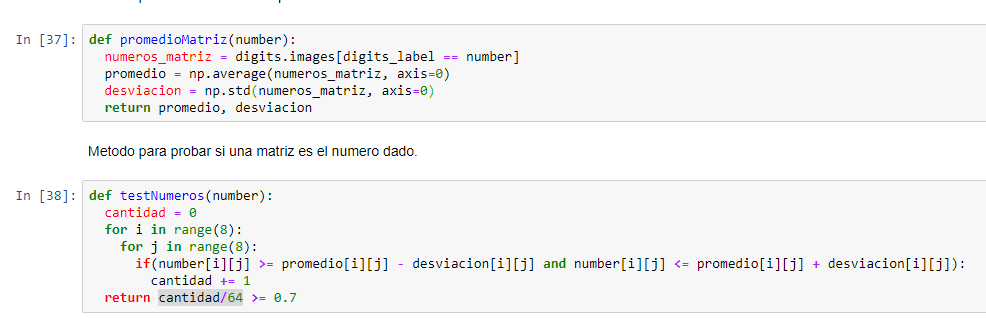 In [37]: def promedioMatriz(number):
numeros_matriz = digits.images[digits_label == number]
promedio = np.average(numeros_matriz, axis=0)
desviacion = np.std(numeros_matriz, axis=0)
return promedio, desviacion
Metodo para probar si una matriz es el numero dado.
In [38]: def testNumeros(number):
cantidad = 0
for i in range(8):
for j in range(8):
if(number[i][j] >= promedio[i][j] - desviacion[i][j] and number[i][j] <= promedio[i][j] + desviacion[i][j]):
cantidad += 1
return cantidad/64 >= 0.7